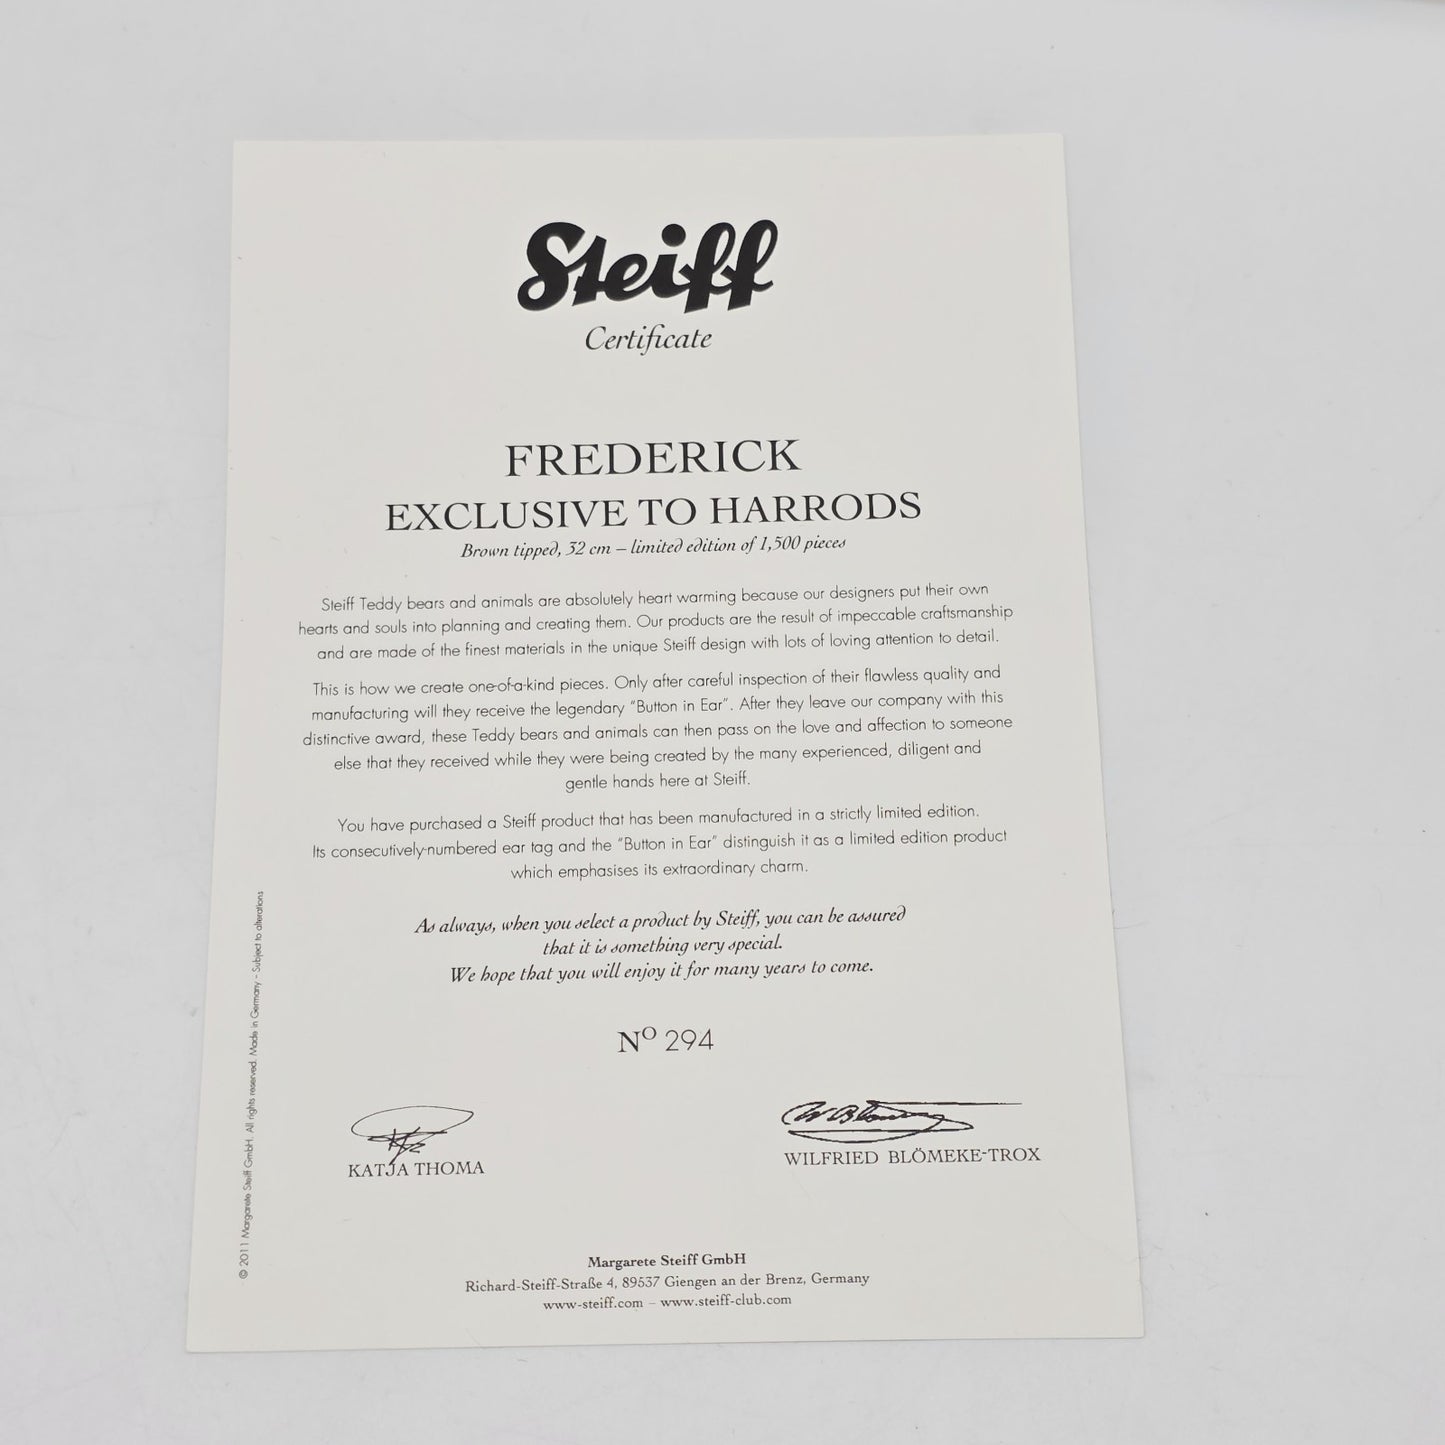 Steiff
Certificate
FREDERICK
EXCLUSIVE TO HARRODS
Brown tipped, 32 cm – limited edition of 1,500 pieces
Steiff Teddy bears and animals are absolutely heart warming because our designers put their own
hearts and souls into planning and creating them. Our products are the result of impeccable craftsmanship
and are made of the finest materials in the unique Steiff design with lots of loving attention to detail.
This is how we create one-of-a-kind pieces. Only after careful inspection of their flawless quality and
manufacturing will they receive the legendary "Button in Ear". After they leave our company with this
distinctive award, these Teddy bears and animals can then pass on the love and affection to someone
else that they received while they were being created by the many experienced, diligent and
gentle hands here at Steiff.
You have purchased a Steiff product that has been manufactured in a strictly limited edition.
Its consecutively-numbered ear tag and the "Button in Ear" distinguish it as a limited edition product
which emphasises its extraordinary charm.
As always, when you select a product by Steiff, you can be assured
that it is something very special.
We hope that you will enjoy it for many years to come.
Nº 294
KATJA THOMA
WILFRIED BLÖMEKE-TROX
Margarete Steiff GmbH
Richard-Steiff-Straße 4, 89537 Giengen an der Brenz, Germany
www-steiff.com – www.steiff-club.com
© 2011 Margarete Steiff GmbH. All rights reserved. Made in Germany – Subject to alterations